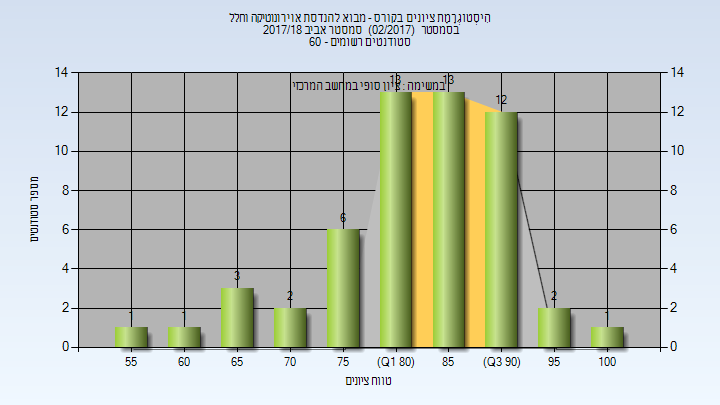 היסטוגרמת ציונים בקורס - מבוא להנדסת אוירונוטיקה וחלל
בסמסטר (02/2017) סמסטר אביב 2017/18
סטודנטים רשומים - 60
במשימה : ציון סופי במחשב המרכזי
14 14
12 12
10 10
8 8
6 6
4 4
2 2
0 0
1 1 3 2 6 13 13 12 2 1
55 60 65 70 75 (Q1 80) 85 (Q3 90) 95 100
מספר סטודנטים
טווח ציונים